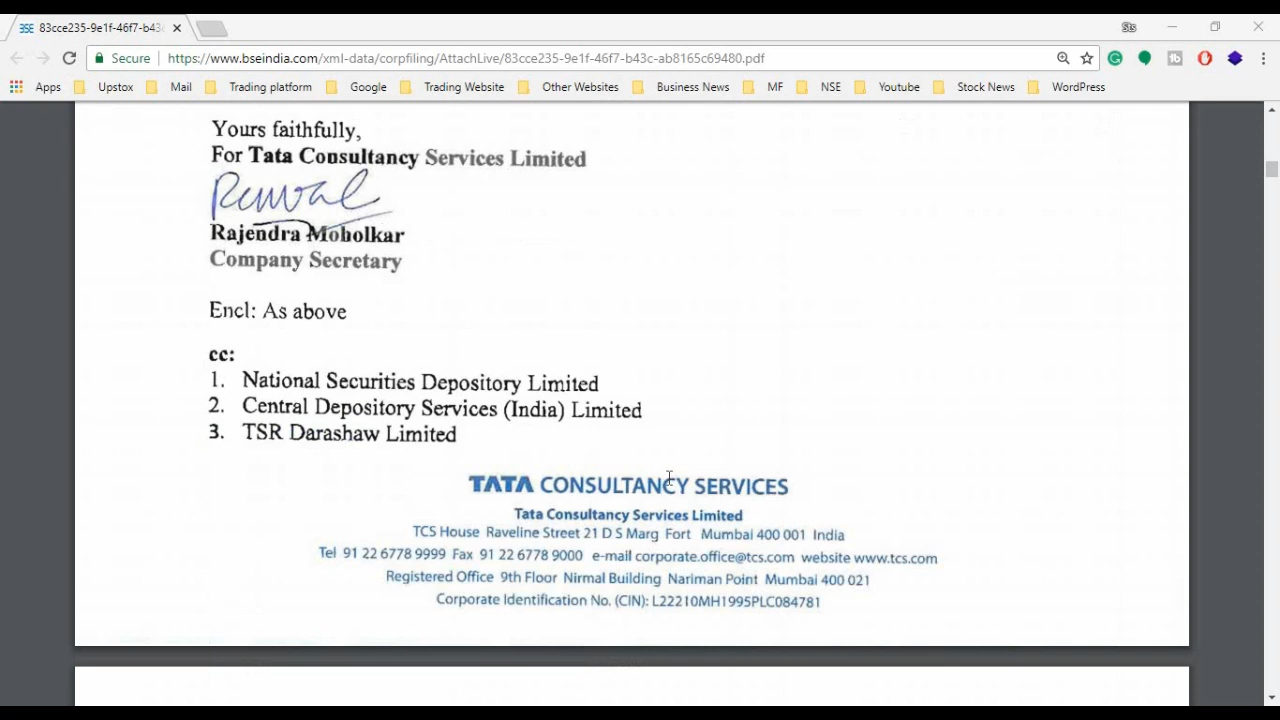 83cce235-9e1f-46f7-b43c
Sts
Secure https://www.bseindia.com/xml-data/corpfiling/AttachLive/83cce235-9e1f-46f7-b43c-ab8165c69480.pdf
Apps Upstox Mail Trading platform Google Trading Website Other Websites Business News MF NSE Youtube Stock News WordPress
Yours faithfully,
For Tata Consultancy Services Limited
Rajendra Moholkar
Company Secretary
Encl: As above
cc:
1. National Securities Depository Limited
2. Central Depository Services (India) Limited
3. TSR Darashaw Limited
TATA CONSULTANCY SERVICES
Tata Consultancy Services Limited
TCS House Raveline Street 21 D S Marg Fort Mumbai 400 001 India
Tel 91 22 6778 9999 Fax 91 22 6778 9000 e-mail corporate.office@tcs.com website www.tcs.com
Registered Office 9th Floor Nirmal Building Nariman Point Mumbai 400 021
Corporate Identification No. (CIN): L22210MH1995PLC084781